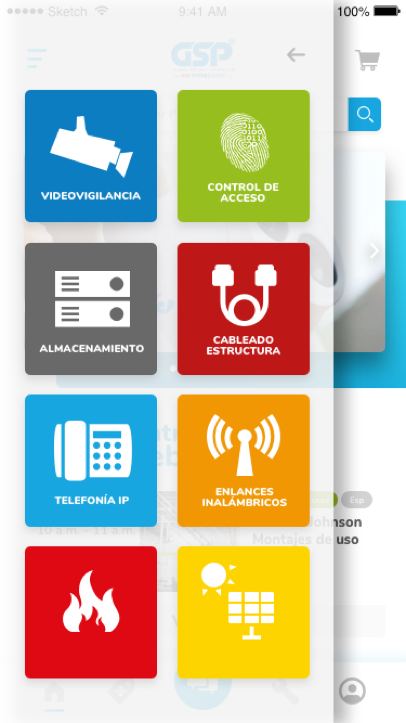 Sketch
9:41 AM
100%
GSP
VIDEOVIGILANCIA
CONTROL DE
ACCESO
ALMACENAMIENTO
CABLEADO
ESTRUCTURA
TELEFONÍA IP
ENLANCES
INALÁMBRICOS
Esp
10 a.m. - 11 a.m.
Johnson
Montajes de uso